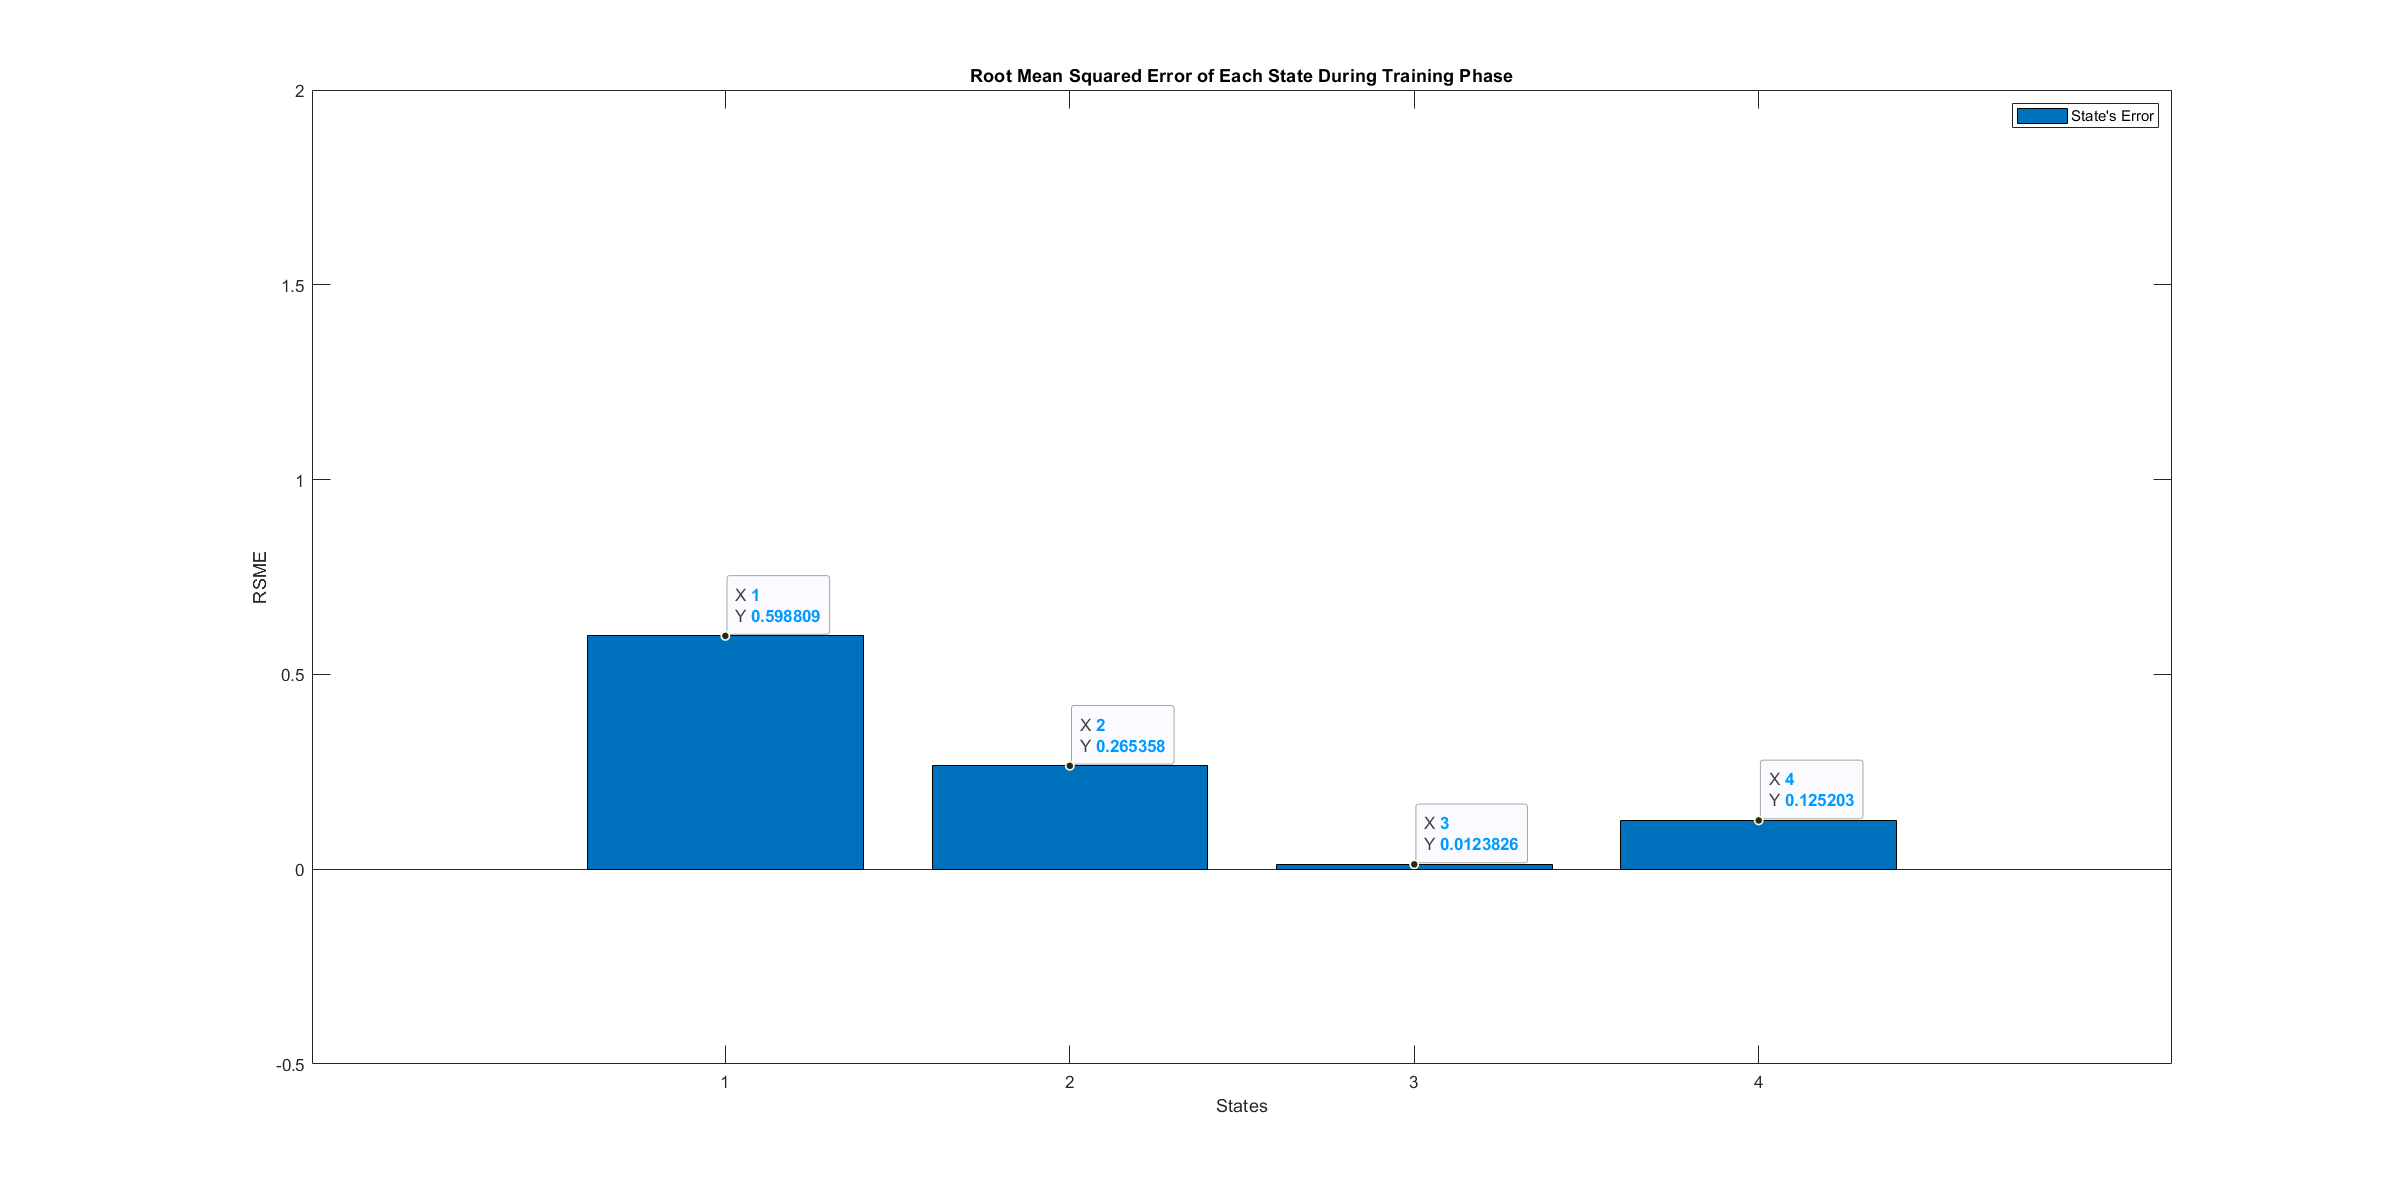 Root Mean Squared Error of Each State During Training Phase
2
State's Error
1.5
1
RSME
X 1
Y 0.598809
0.5
X 2
Y 0.265358
X 4
Y 0.125203
X 3
Y 0.0123826
0
-0.5
1 2 3 4
States